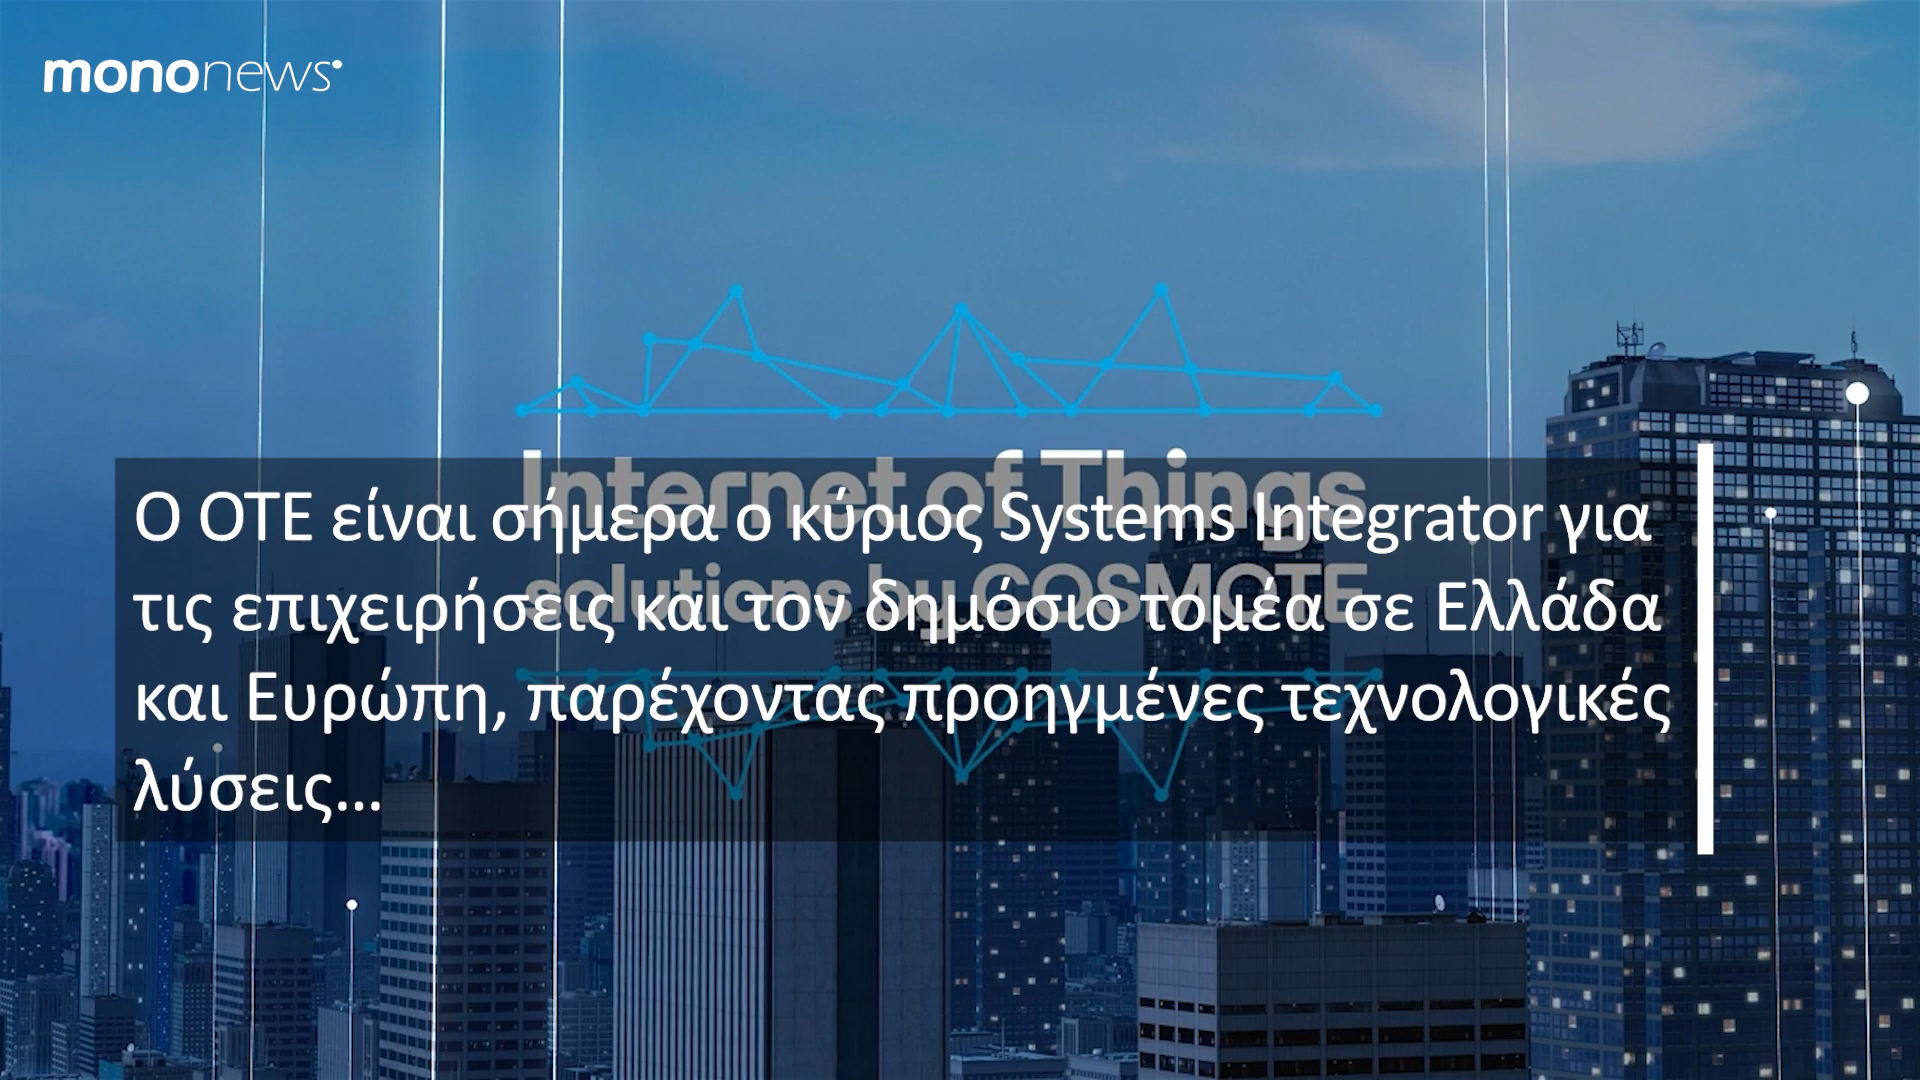 mononews
Internet of Things
solutions by COSMOTE
Ο ΟΤΕ είναι σήμερα ο κύριος Systems Integrator για
τις επιχειρήσεις και τον δημόσιο τομέα σε Ελλάδα
και Ευρώπη, παρέχοντας προηγμένες τεχνολογικές
λύσεις...